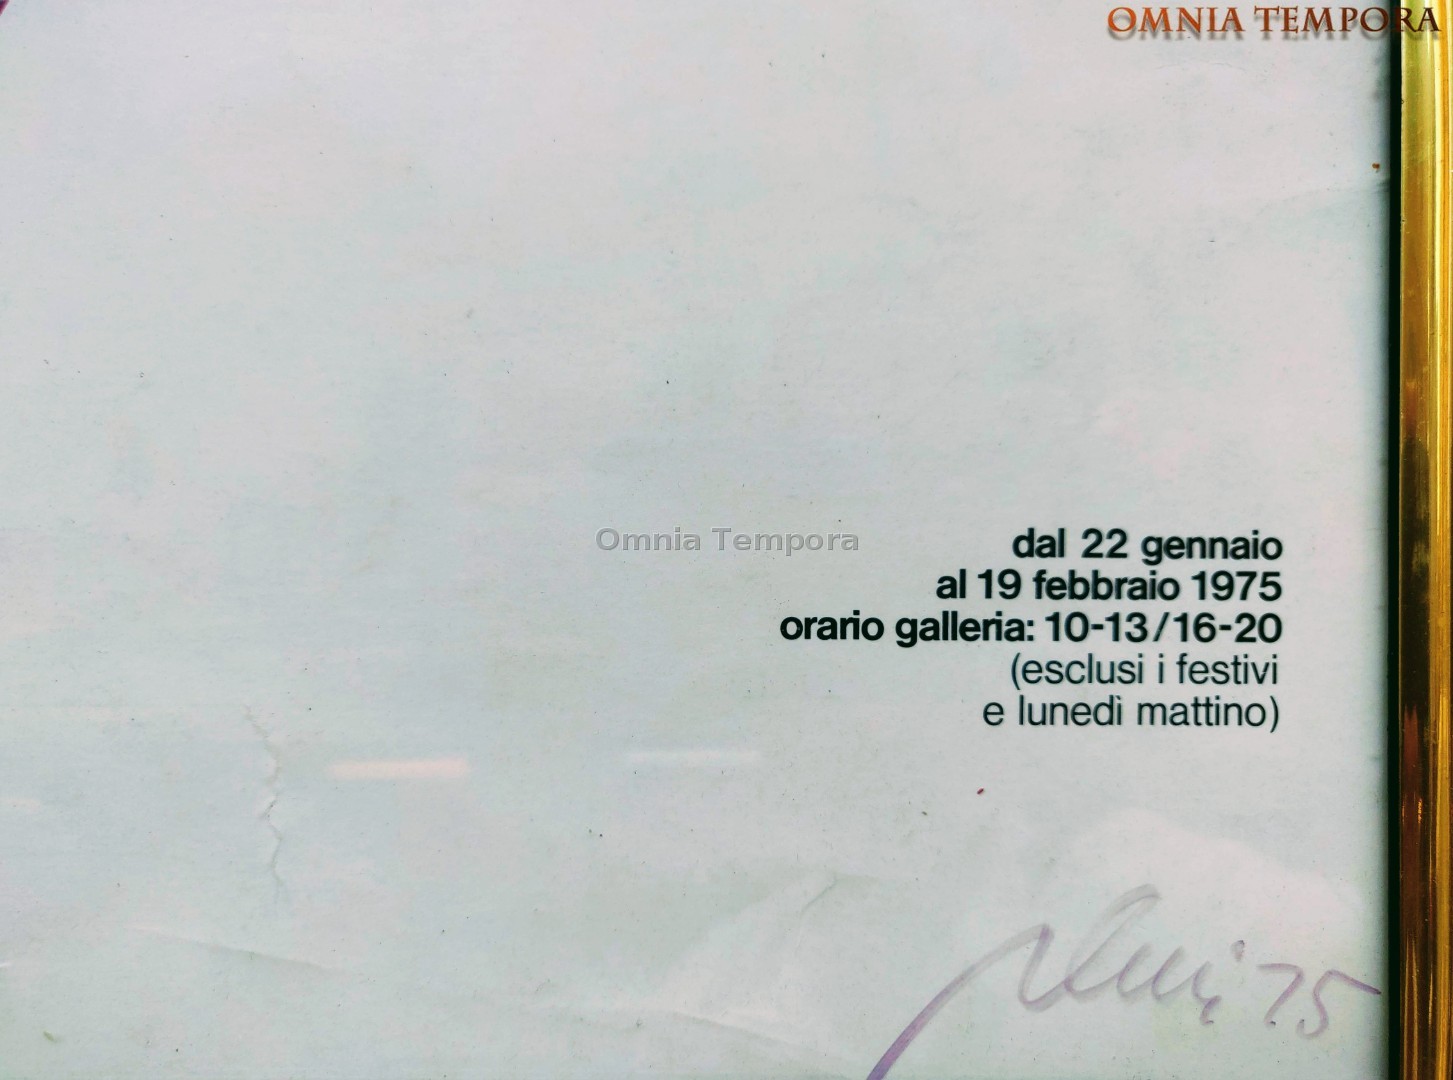 OMNIA TEMPORA
Omnia Tempora
dal 22 gennaio
al 19 febbraio 1975
orario galleria: 10-13/16-20
(esclusi i festivi
e lunedì mattino)
75